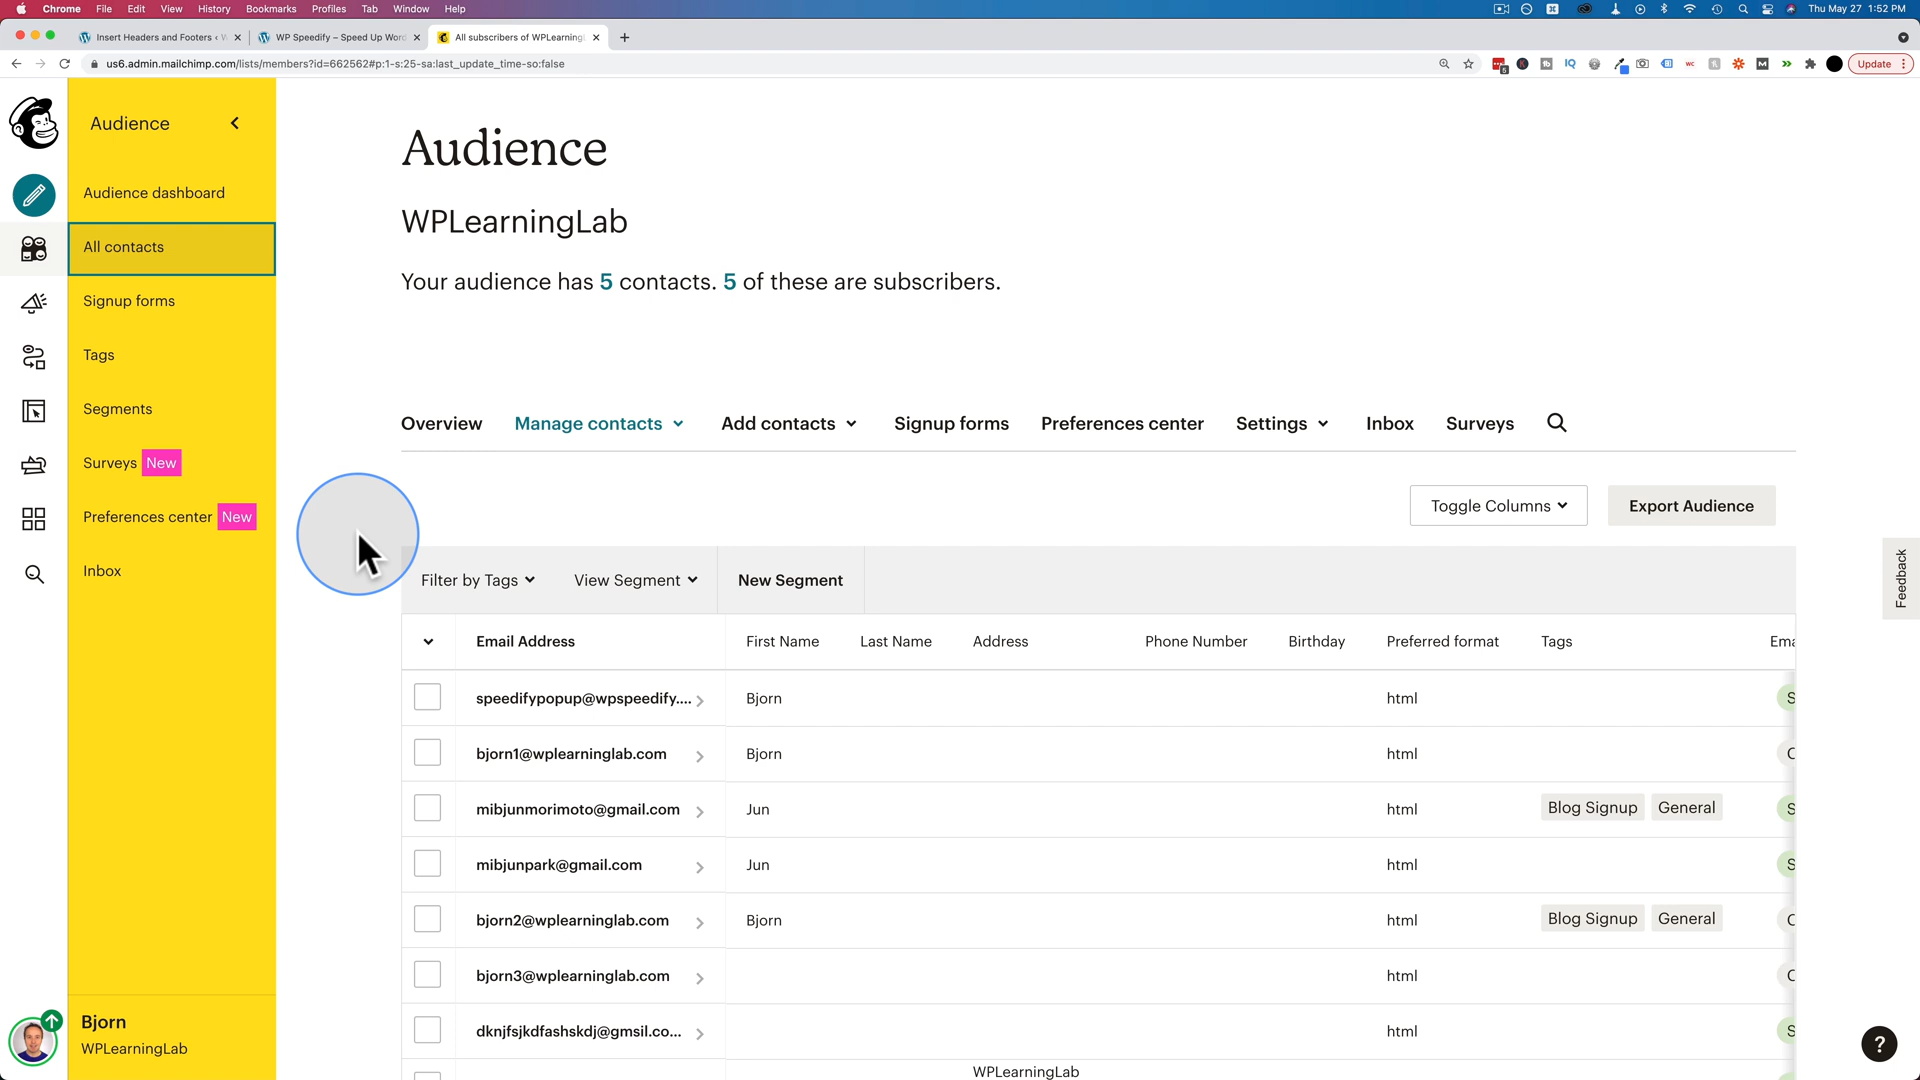 Chrome File Edit View History Bookmarks Profiles Tab Window Help
Thu May 27 1:52 PM
Insert Headers and Footers ‹ W
WP Speedify – Speed Up Word
All subscribers of WPLearning
us6.admin.mailchimp.com/lists/members?id=662562#p:1-s:25-sa:last_update_time-so:false
Update
Audience
Audience dashboard
All contacts
Signup forms
Tags
Segments
Surveys New
Preferences center New
Inbox
Bjorn
WPLearningLab
Audience
WPLearningLab
Your audience has 5 contacts. 5 of these are subscribers.
Overview Manage contacts Add contacts Signup forms Preferences center Settings Inbox Surveys
Toggle Columns Export Audience
Filter by Tags View Segment New Segment
Email Address First Name Last Name Address Phone Number Birthday Preferred format Tags Ema
speedifypopup@wpspeedify.... Bjorn html S
bjorn1@wplearninglab.com Bjorn html C
mibjunmorimoto@gmail.com Jun html Blog Signup General S
mibjunpark@gmail.com Jun html S
bjorn2@wplearninglab.com Bjorn html Blog Signup General C
bjorn3@wplearninglab.com html C
dknjfsjkdfashskdj@gmsil.co... html S
WPLearningLab
Feedback
?